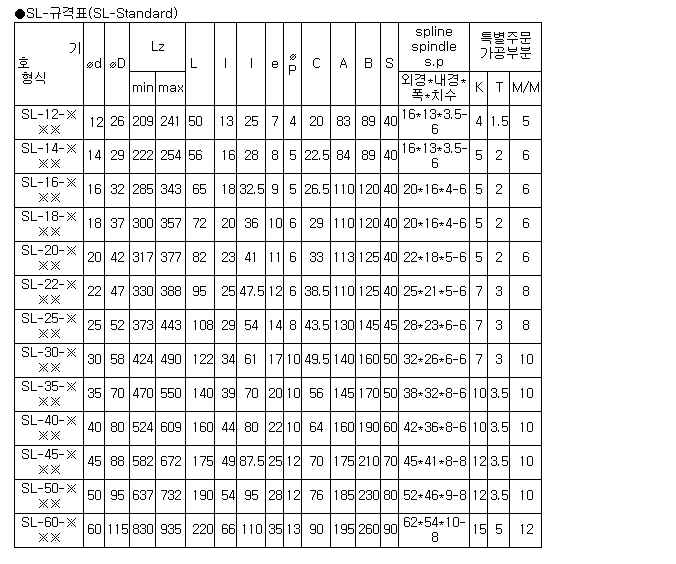 ●SL-규격표(SL-Standard)
기
호
형식
ød øD Lz L l l e ø P C A B S spline spindle s.p 특별주문 가공부분
min max 외경*내경*폭*치수 K T M/M
SL-12-※※※ 12 26 209 241 50 13 25 7 4 20 83 89 40 16*13*3.5-6 4 1.5 5
SL-14-※※※ 14 29 222 254 56 16 28 8 5 22.5 84 89 40 16*13*3.5-6 5 2 6
SL-16-※※※ 16 32 285 343 65 18 32.5 9 5 26.5 110 120 40 20*16*4-6 5 2 6
SL-18-※※※ 18 37 300 357 72 20 36 10 6 29 110 120 40 20*16*4-6 5 2 6
SL-20-※※※ 20 42 317 377 82 23 41 11 6 33 113 125 40 22*18*5-6 5 2 6
SL-22-※※※ 22 47 330 388 95 25 47.5 12 6 38.5 110 125 40 25*21*5-6 7 3 8
SL-25-※※※ 25 52 373 443 108 29 54 14 8 43.5 130 145 45 28*23*6-6 7 3 8
SL-30-※※※ 30 58 424 490 122 34 61 17 10 49.5 140 160 50 32*26*6-6 7 3 10
SL-35-※※※ 35 70 470 550 140 39 70 20 10 56 145 170 50 38*32*8-6 10 3.5 10
SL-40-※※※ 40 80 524 609 160 44 80 22 10 64 160 190 60 42*36*8-6 10 3.5 10
SL-45-※※※ 45 88 582 672 175 49 87.5 25 12 70 175 210 70 45*41*8-8 12 3.5 10
SL-50-※※※ 50 95 637 732 190 54 95 28 12 76 185 230 80 52*46*9-8 12 3.5 10
SL-60-※※※ 60 115 830 935 220 66 110 35 13 90 195 260 90 62*54*10-8 15 5 12